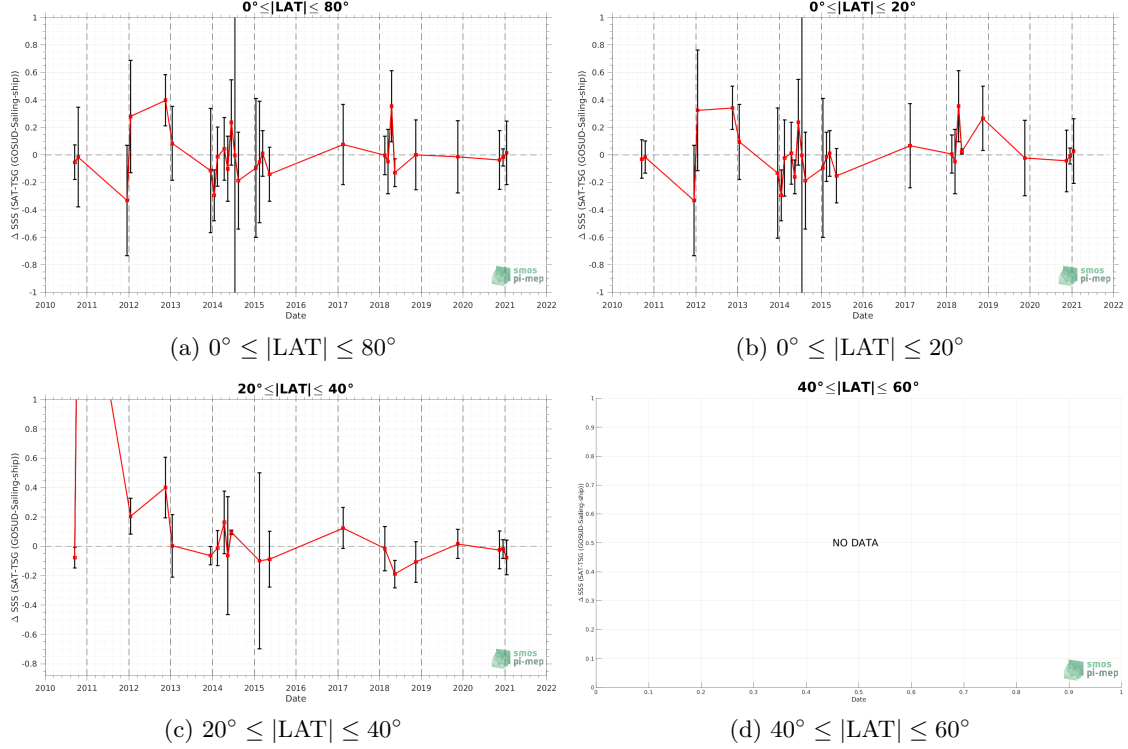 0°≤|LAT|≤ 80°
1
0.8
0.6
0.4
0.2
0
-0.2
-0.4
-0.6
-0.8
-1
Δ SSS (SAT-TSG (GOSUD-Sailing-ship))
2010 2011 2012 2013 2014 2015 2016 2017 2018 2019 2020 2021 2022
Date
smos
pi-mep
(a) 0° ≤ |LAT| ≤ 80°
0°≤|LAT|≤ 20°
1
0.8
0.6
0.4
0.2
0
-0.2
-0.4
-0.6
-0.8
-1
Δ SSS (SAT-TSG (GOSUD-Sailing-ship))
2010 2011 2012 2013 2014 2015 2016 2017 2018 2019 2020 2021 2022
Date
smos
pi-mep
(b) 0° ≤ |LAT| ≤ 20°
20°≤|LAT|≤ 40°
1
0.8
0.6
0.4
0.2
0
-0.2
-0.4
-0.6
-0.8
Δ SSS (SAT-TSG (GOSUD-Sailing-ship))
2010 2011 2012 2013 2014 2015 2016 2017 2018 2019 2020 2021 2022
Date
smos
pi-mep
(c) 20° ≤ |LAT| ≤ 40°
40°≤|LAT|≤ 60°
1
0.9
0.8
0.7
0.6
0.5
0.4
0.3
0.2
0.1
0
Δ SSS (SAT-TSG (GOSUD-Sailing-ship))
NO DATA
0 0.1 0.2 0.3 0.4 0.5 0.6 0.7 0.8 0.9 1
Date
smos
pi-mep
(d) 40° ≤ |LAT| ≤ 60°